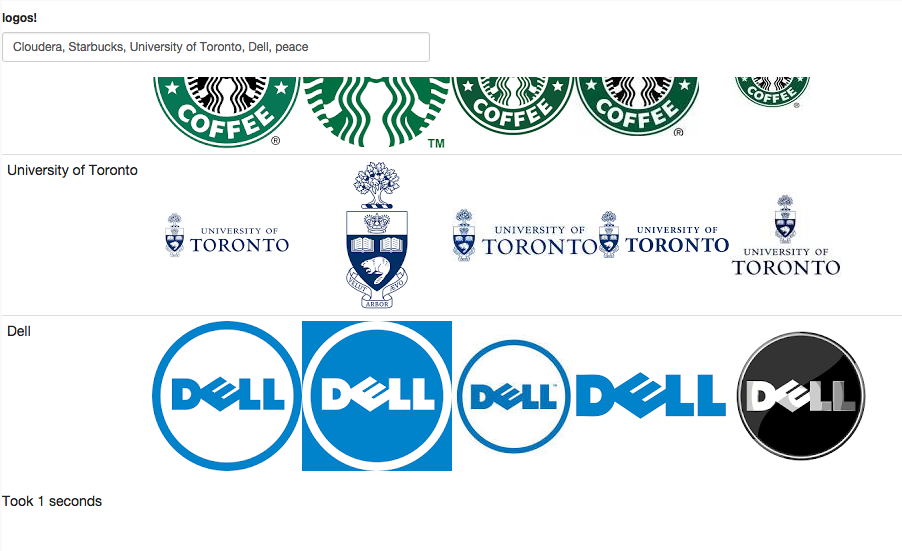 logos!
Cloudera, Starbucks, University of Toronto, Dell, peace
COFFEE ® TM COFFEE COFFEE ® COFFEE ®
University of Toronto
UNIVERSITY OF TORONTO
VELUT ARBOR ÆVO
UNIVERSITY OF TORONTO
UNIVERSITY OF TORONTO
UNIVERSITY OF TORONTO
Dell
DELL DELL DELL™ DELL DELL
Took 1 seconds